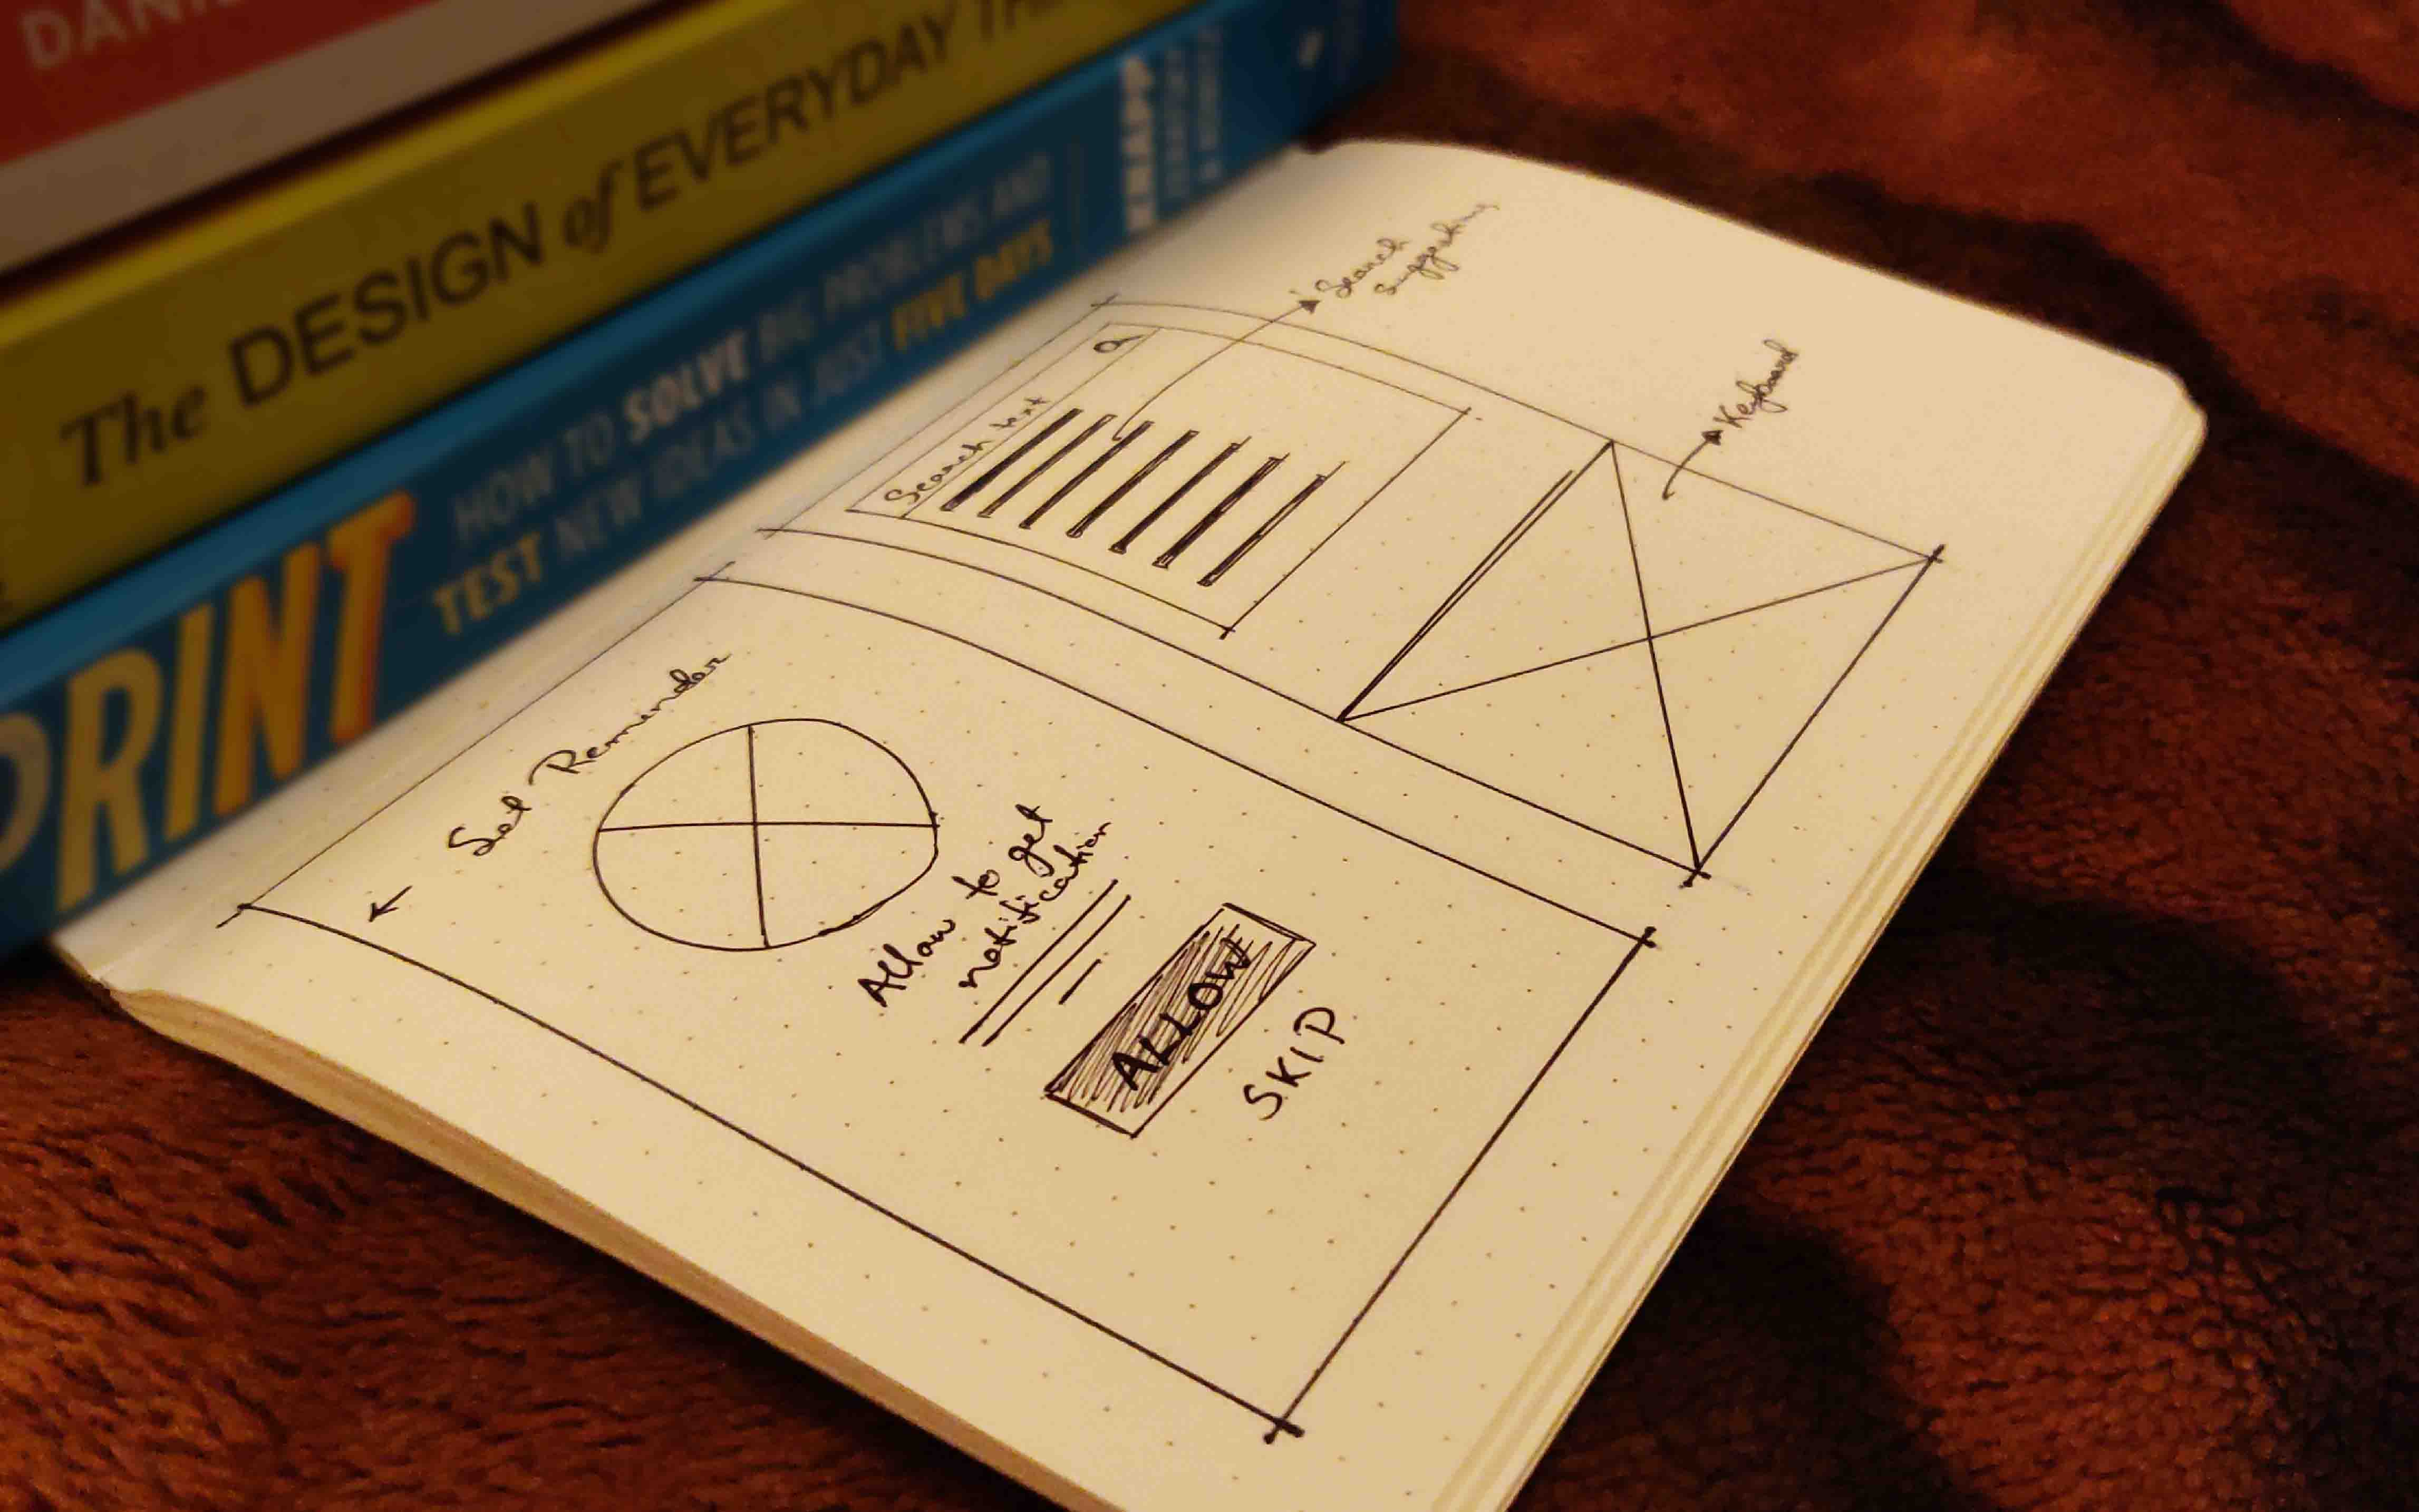 DANI
The DESIGN of EVERYDAY TH
PRINT
HOW TO SOLVE BIG PROBLEMS AND
TEST NEW IDEAS IN JUST FIVE DAYS
KNAPP
Search
Suggestions
Keyboard
Search text
Set Reminder
Allow to get
notification
ALLOW
SKIP